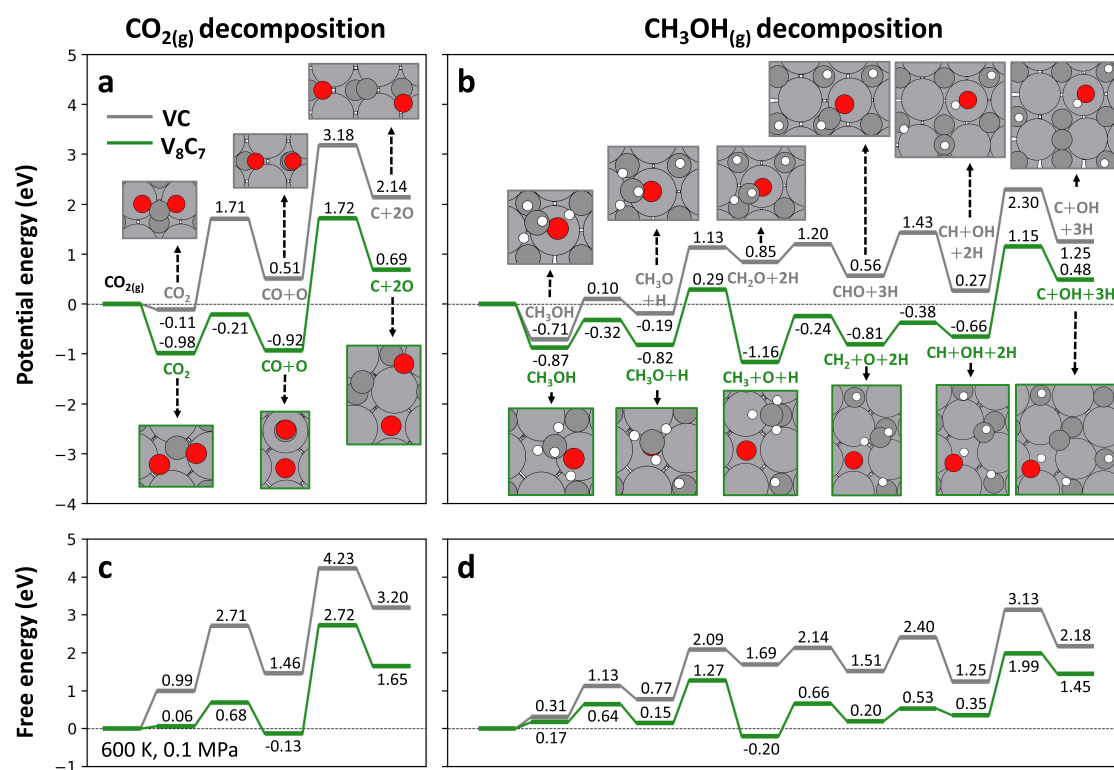 CO2(g) decomposition
CH3OH(g) decomposition
Potential energy (eV)
5
4
3
2
1
0
−1
−2
−3
−4
a
VC
V8C7
CO2(g)
CO2
-0.11
-0.98
CO2
1.71
-0.21
0.51
CO+O
-0.92
CO+O
3.18
1.72
2.14
C+2O
0.69
C+2O
b
CH3OH
-0.71
-0.87
CH3OH
0.10
-0.32
CH3O
+H
-0.19
-0.82
CH3O+H
1.13
0.29
0.85
CH2O+2H
-1.16
CH3+O+H
1.20
-0.24
0.56
CHO+3H
-0.81
CH2+O+2H
1.43
-0.38
CH+OH
+2H
0.27
-0.66
CH+OH+2H
2.30
1.15
C+OH
+3H
1.25
0.48
C+OH+3H
Free energy (eV)
5
4
3
2
1
0
−1
c
0.99
0.06
2.71
0.68
1.46
-0.13
4.23
2.72
3.20
1.65
600 K, 0.1 MPa
d
0.31
0.17
1.13
0.64
0.77
0.15
2.09
1.27
1.69
-0.20
2.14
0.66
1.51
0.20
2.40
0.53
1.25
0.35
3.13
1.99
2.18
1.45